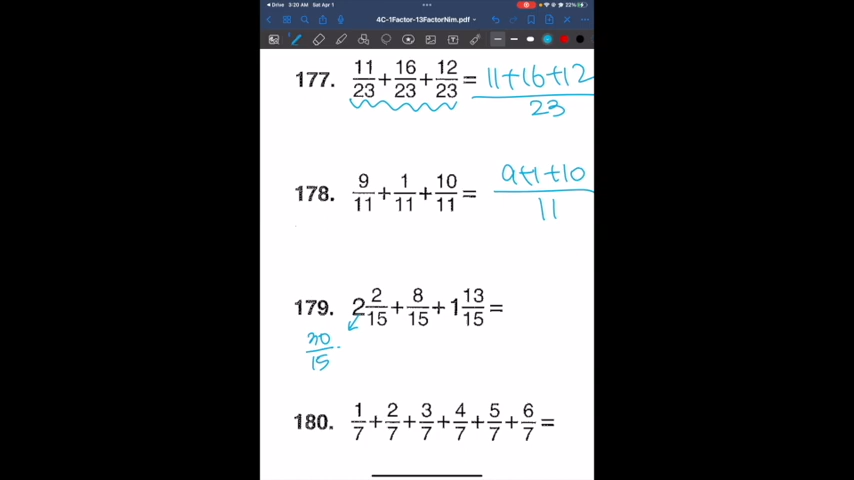 Drive 3:20 AM Sat Apr 1 22%
4C-1Factor-13FactorNim.pdf
177. 11/23 + 16/23 + 12/23 = 11+16+12/23
178. 9/11 + 1/11 + 10/11 = 9+1+10/11
179. 2 2/15 + 8/15 + 1 13/15 =
30/15
180. 1/7 + 2/7 + 3/7 + 4/7 + 5/7 + 6/7 =